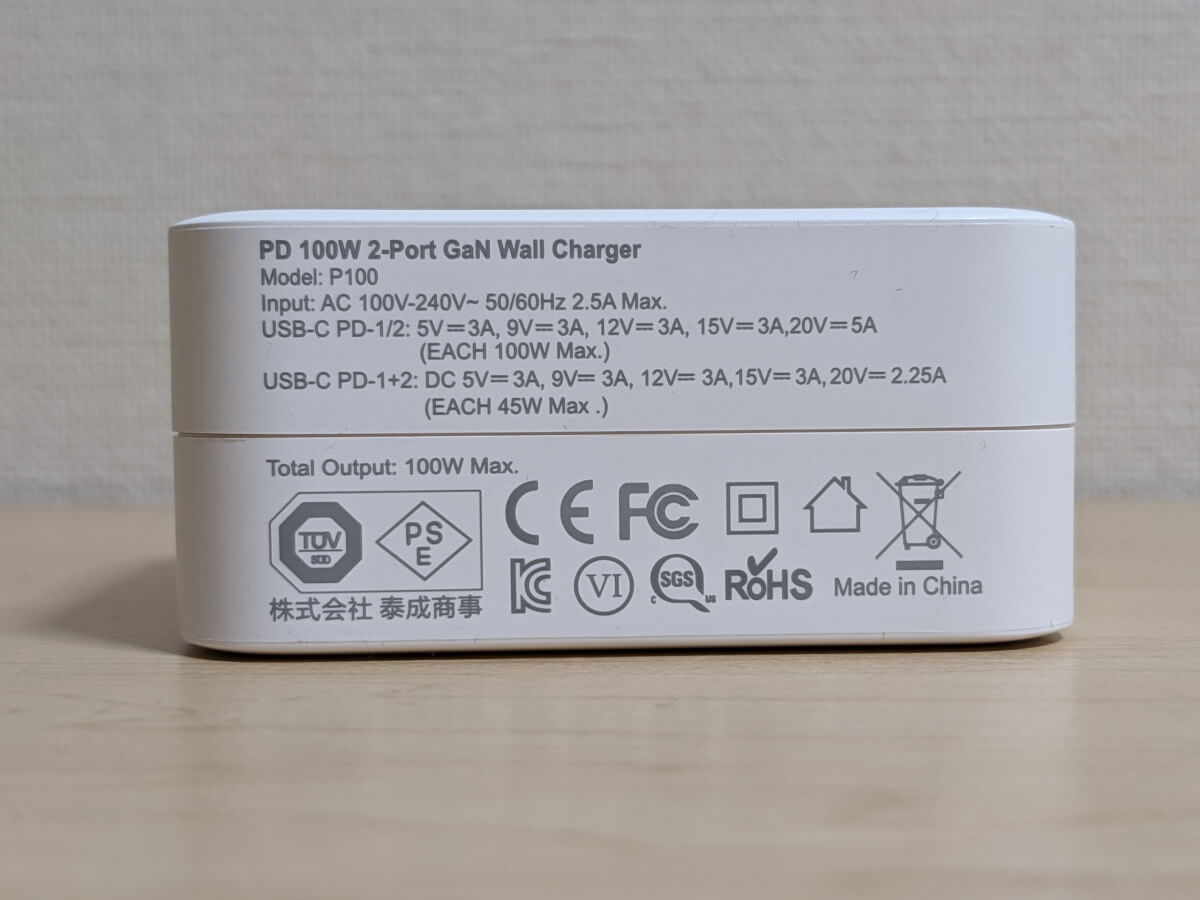 PD 100W 2-Port GaN Wall Charger
Model: P100
Input: AC 100V-240V~ 50/60Hz 2.5A Max.
USB-C PD-1/2: 5V⎓3A, 9V⎓3A, 12V⎓3A, 15V⎓3A,20V⎓5A
(EACH 100W Max.)
USB-C PD-1+2: DC 5V⎓3A, 9V⎓ 3A, 12V⎓ 3A,15V⎓3A,20V⎓2.25A
(EACH 45W Max .)
Total Output: 100W Max.
TÜV
SÜD
PS
E
CE FC
KC VI
SGS
C US
RoHS
Made in China
株式会社 泰成商事